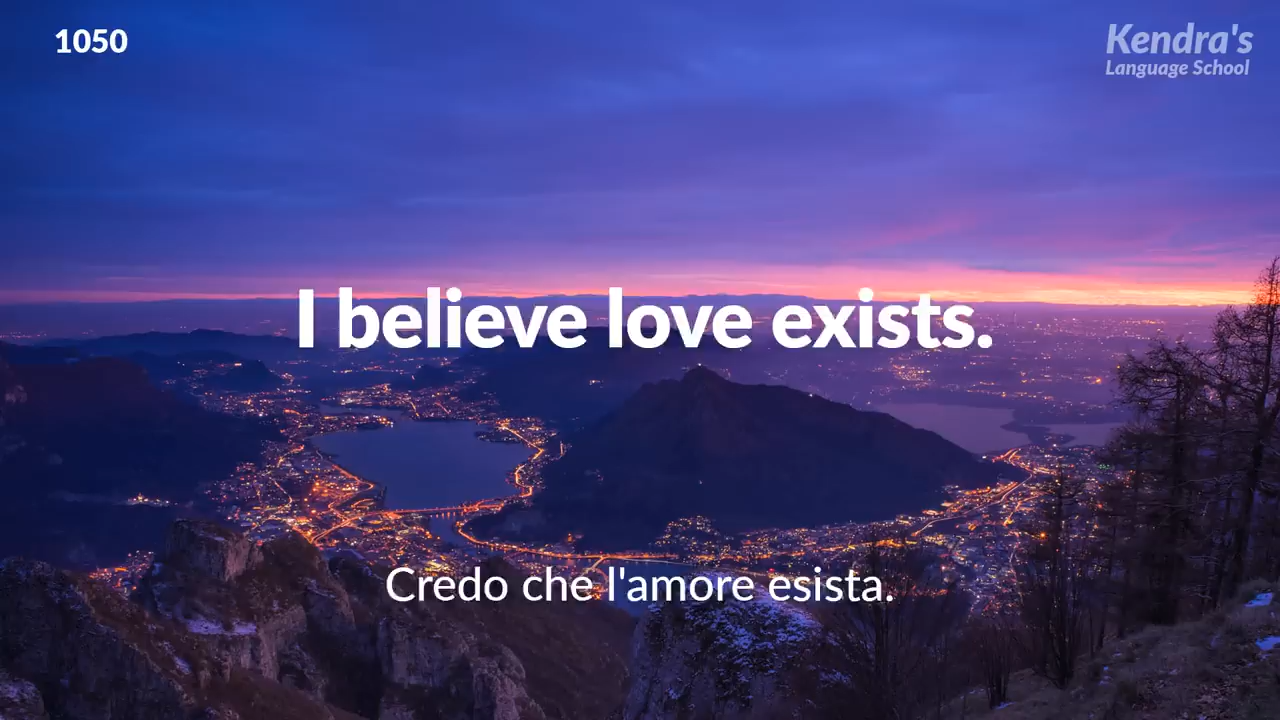 1050
Kendra's
Language School
I believe love exists.
Credo che l'amore esista.